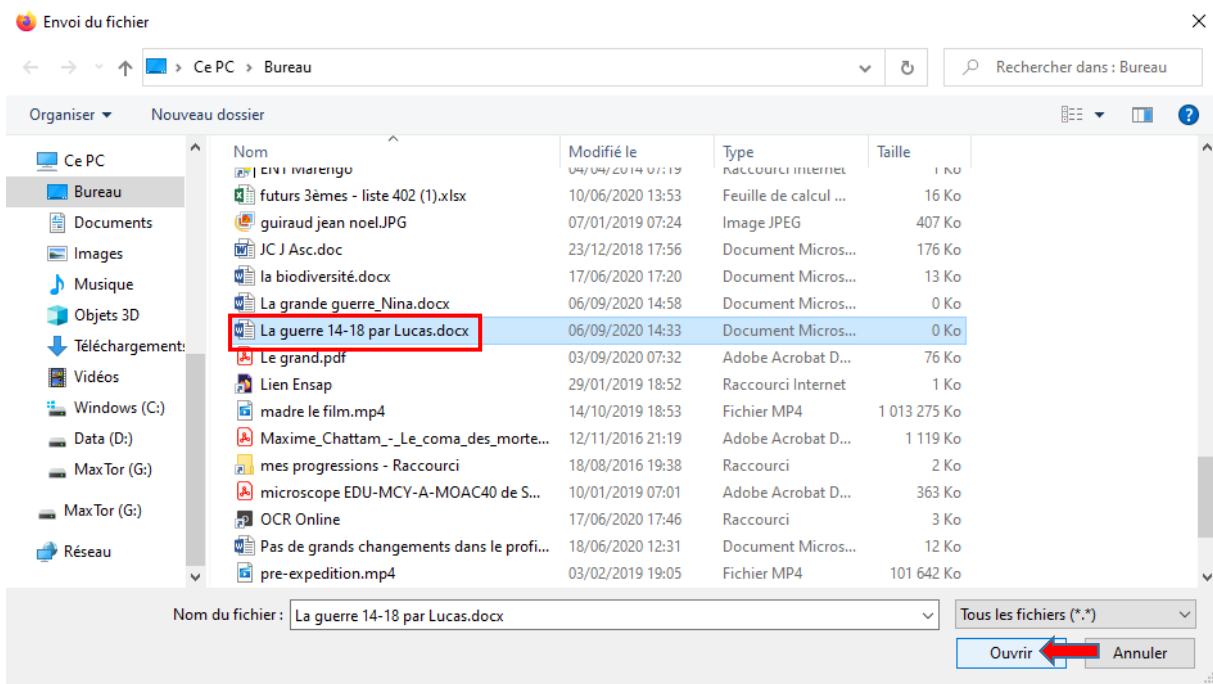 Envoi du fichier
Ce PC > Bureau
Rechercher dans : Bureau
Organiser Nouveau dossier
Nom Modifié le Type Taille
ENT Marengo 04/04/2014 07:19 Raccourci Internet 1 Ko
futurs 3èmes - liste 402 (1).xlsx 10/06/2020 13:53 Feuille de calcul ... 16 Ko
guiraud jean noel.JPG 07/01/2019 07:24 Image JPEG 407 Ko
JC J Asc.doc 23/12/2018 17:56 Document Micros... 176 Ko
la biodiversité.docx 17/06/2020 17:20 Document Micros... 13 Ko
La grande guerre_Nina.docx 06/09/2020 14:58 Document Micros... 0 Ko
La guerre 14-18 par Lucas.docx 06/09/2020 14:33 Document Micros... 0 Ko
Le grand.pdf 03/09/2020 07:32 Adobe Acrobat D... 76 Ko
Lien Ensap 29/01/2019 18:52 Raccourci Internet 1 Ko
madre le film.mp4 14/10/2019 18:53 Fichier MP4 1 013 275 Ko
Maxime_Chattam_-_Le_coma_des_morte... 12/11/2016 21:19 Adobe Acrobat D... 1 119 Ko
mes progressions - Raccourci 18/08/2016 19:38 Raccourci 2 Ko
microscope EDU-MCY-A-MOAC40 de S... 10/01/2019 07:01 Adobe Acrobat D... 363 Ko
OCR Online 17/06/2020 17:46 Raccourci 3 Ko
Pas de grands changements dans le profi... 18/06/2020 12:31 Document Micros... 12 Ko
pre-expedition.mp4 03/02/2019 19:05 Fichier MP4 101 642 Ko
Ce PC
Bureau
Documents
Images
Musique
Objets 3D
Téléchargements
Vidéos
Windows (C:)
Data (D:)
MaxTor (G:)
MaxTor (G:)
Réseau
Nom du fichier : La guerre 14-18 par Lucas.docx Tous les fichiers (*.*)
Ouvrir Annuler